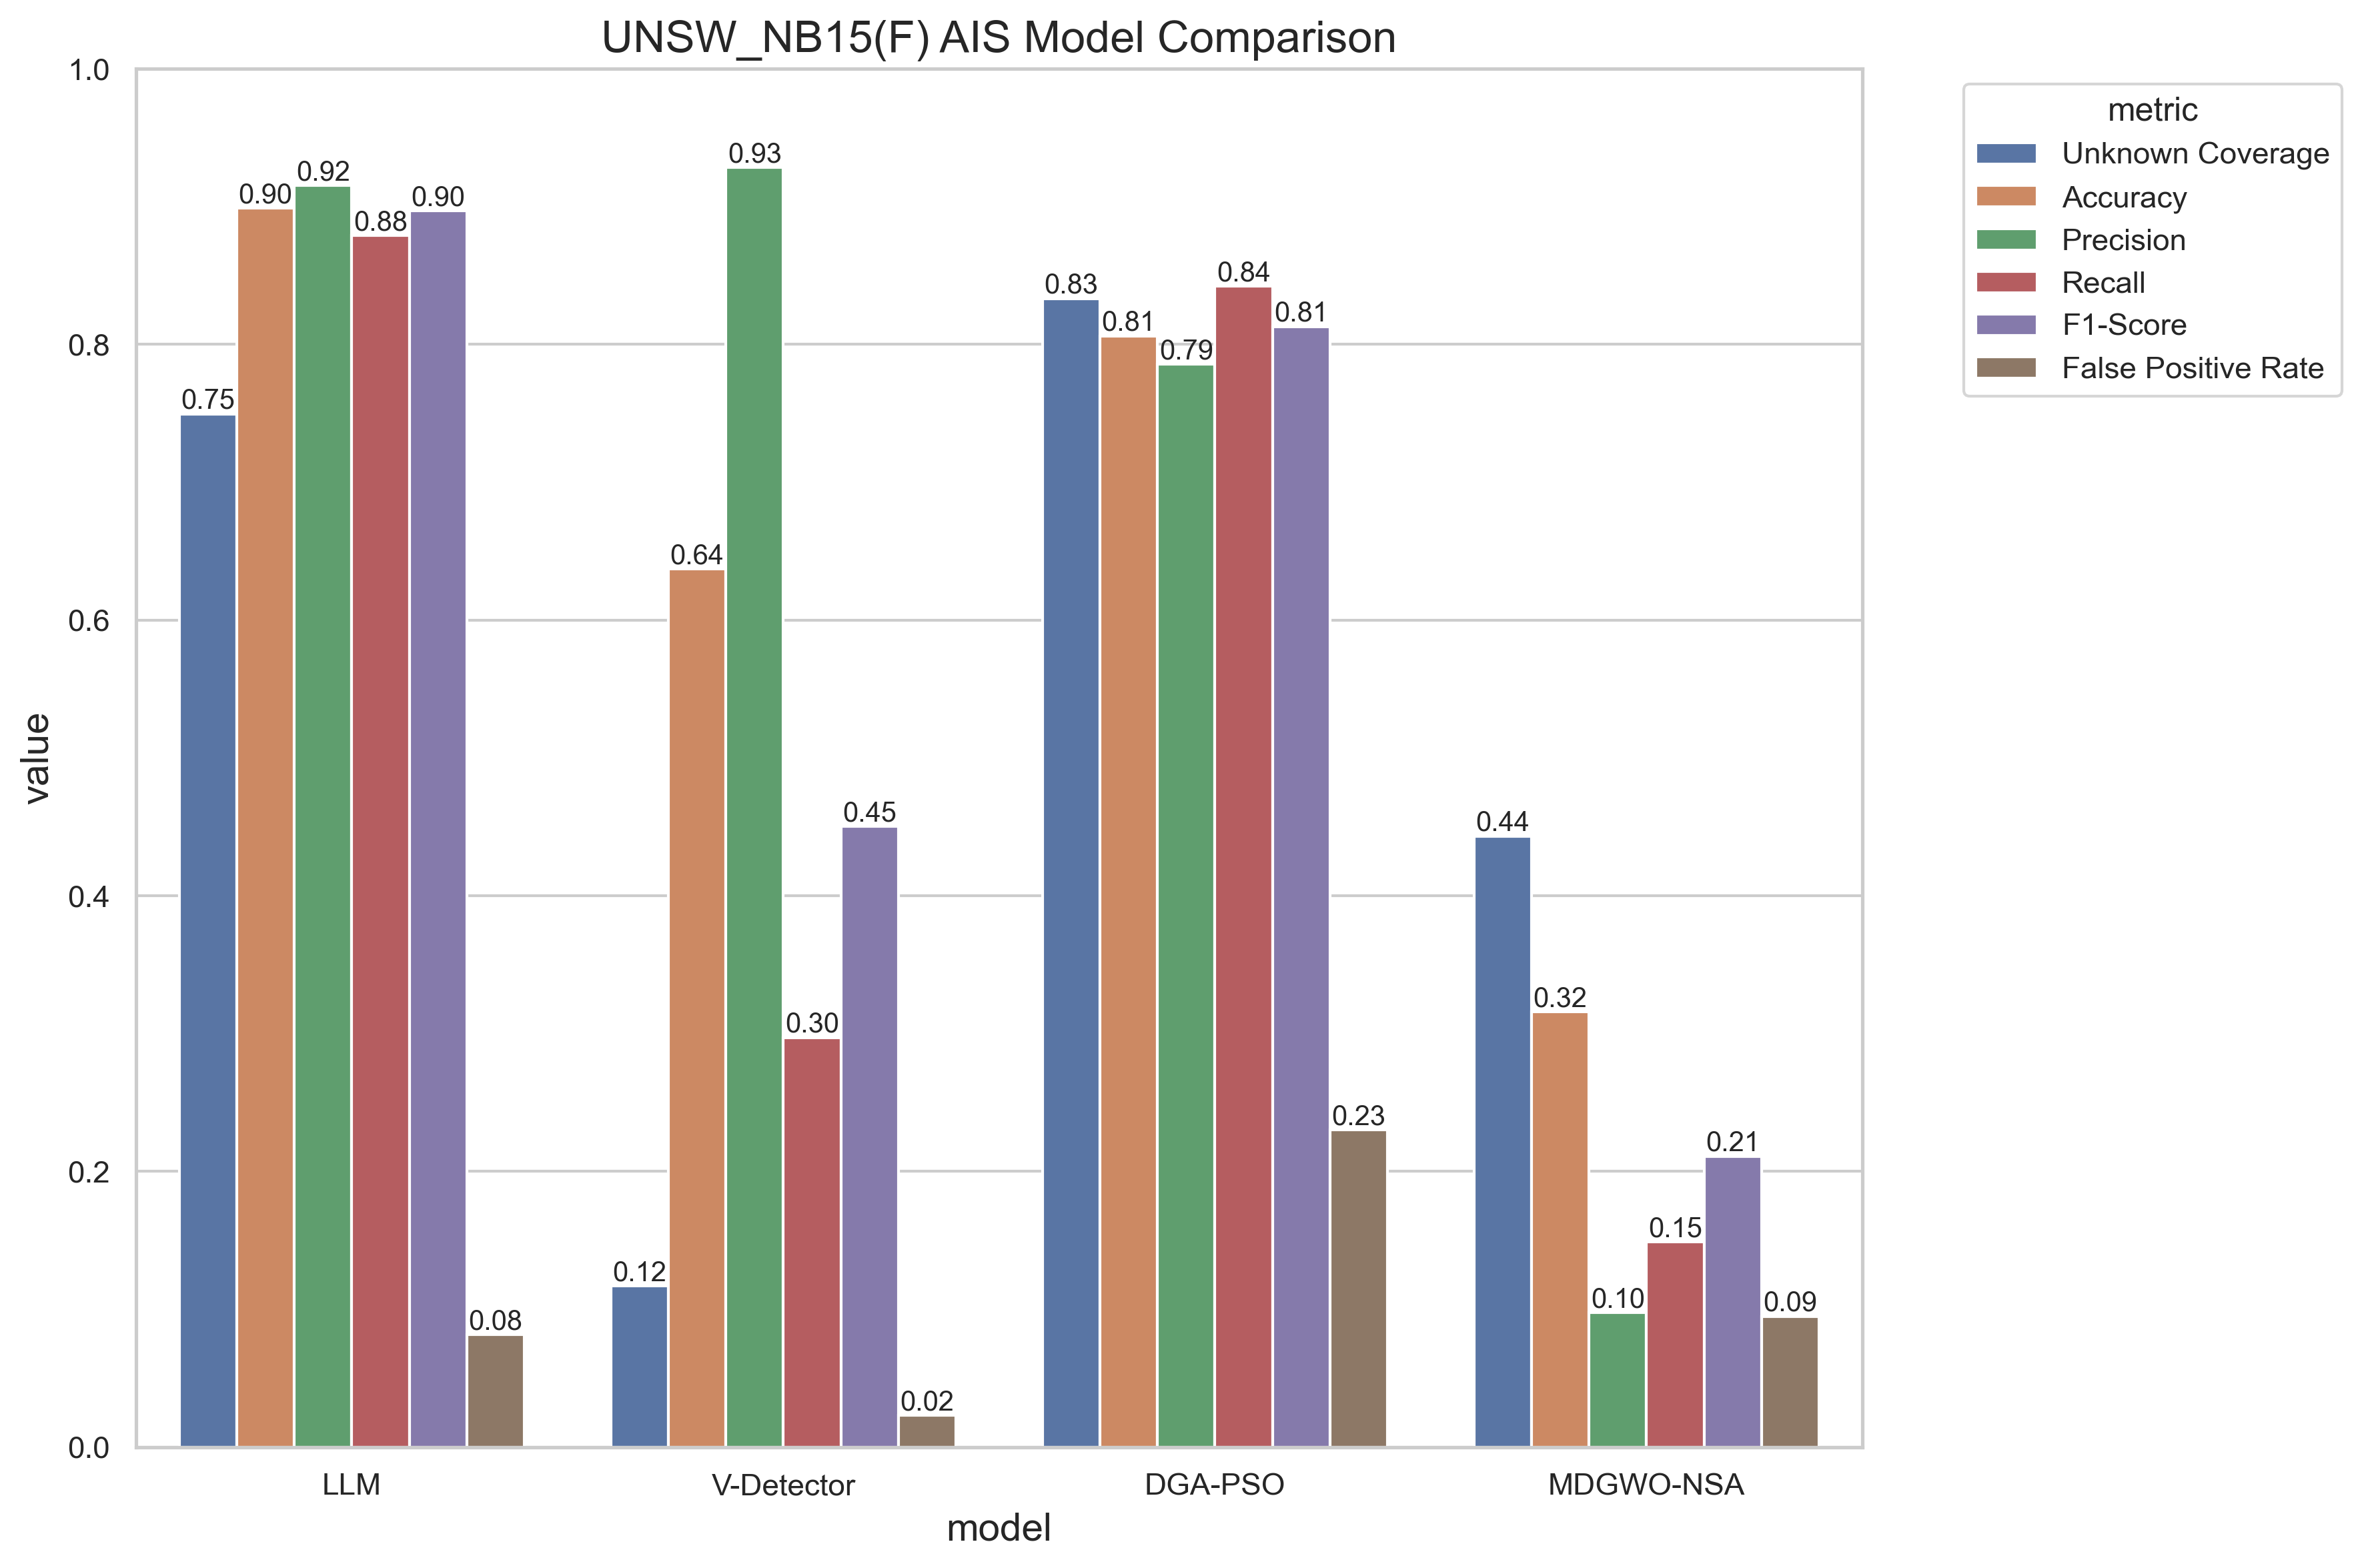 UNSW_NB15(F) AIS Model Comparison
1.0
0.8
0.6
0.4
0.2
0.0
value
0.75
0.90
0.92
0.88
0.90
0.08
0.12
0.64
0.93
0.30
0.45
0.02
0.83
0.81
0.79
0.84
0.81
0.23
0.44
0.32
0.10
0.15
0.21
0.09
LLM
V-Detector
DGA-PSO
MDGWO-NSA
model
metric
Unknown Coverage
Accuracy
Precision
Recall
F1-Score
False Positive Rate